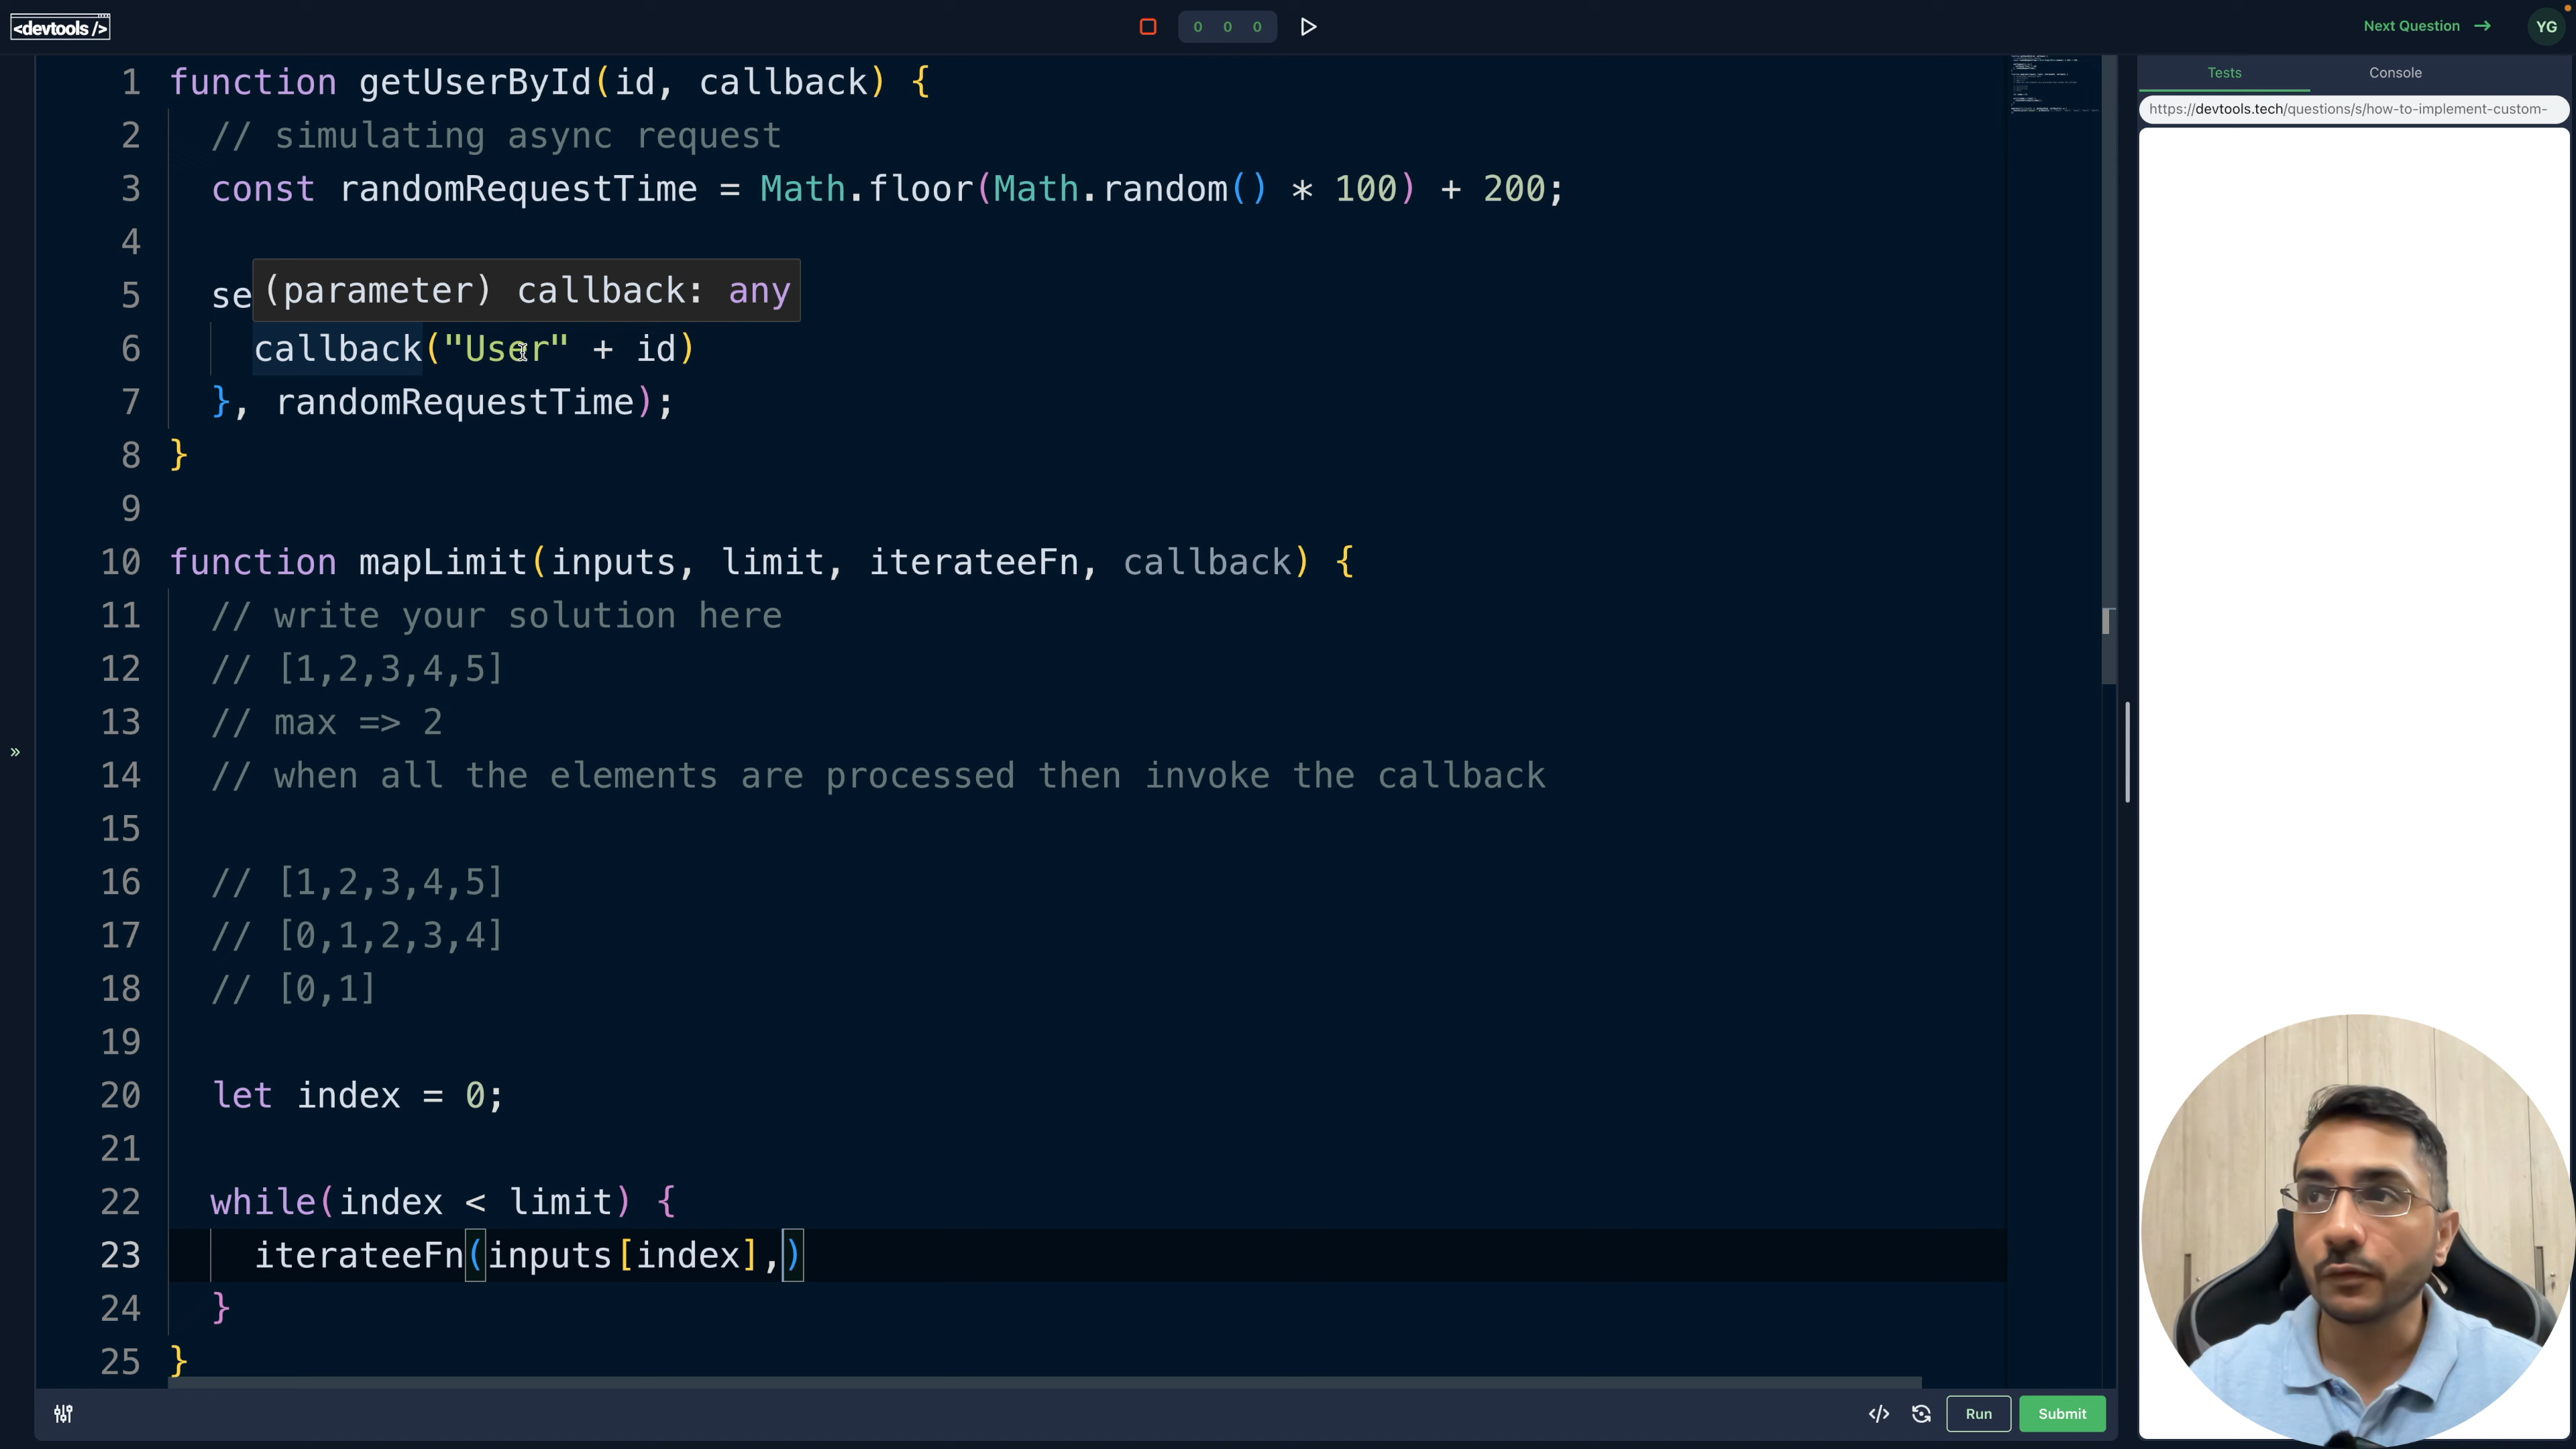 <devtools />
0 0 0
Next Question →
YG
1 function getUserById(id, callback) {
2 // simulating async request
3 const randomRequestTime = Math.floor(Math.random() * 100) + 200;
4
(parameter) callback: any
5 se
6 callback("User" + id)
7 }, randomRequestTime);
8 }
9
10 function mapLimit(inputs, limit, iterateeFn, callback) {
11 // write your solution here
12 // [1,2,3,4,5]
13 // max => 2
14 // when all the elements are processed then invoke the callback
15
16 // [1,2,3,4,5]
17 // [0,1,2,3,4]
18 // [0,1]
19
20 let index = 0;
21
22 while(index < limit) {
23 iterateeFn(inputs[index],)
24 }
25 }
</> Run Submit
»
Tests Console
https://devtools.tech/questions/s/how-to-implement-custom-